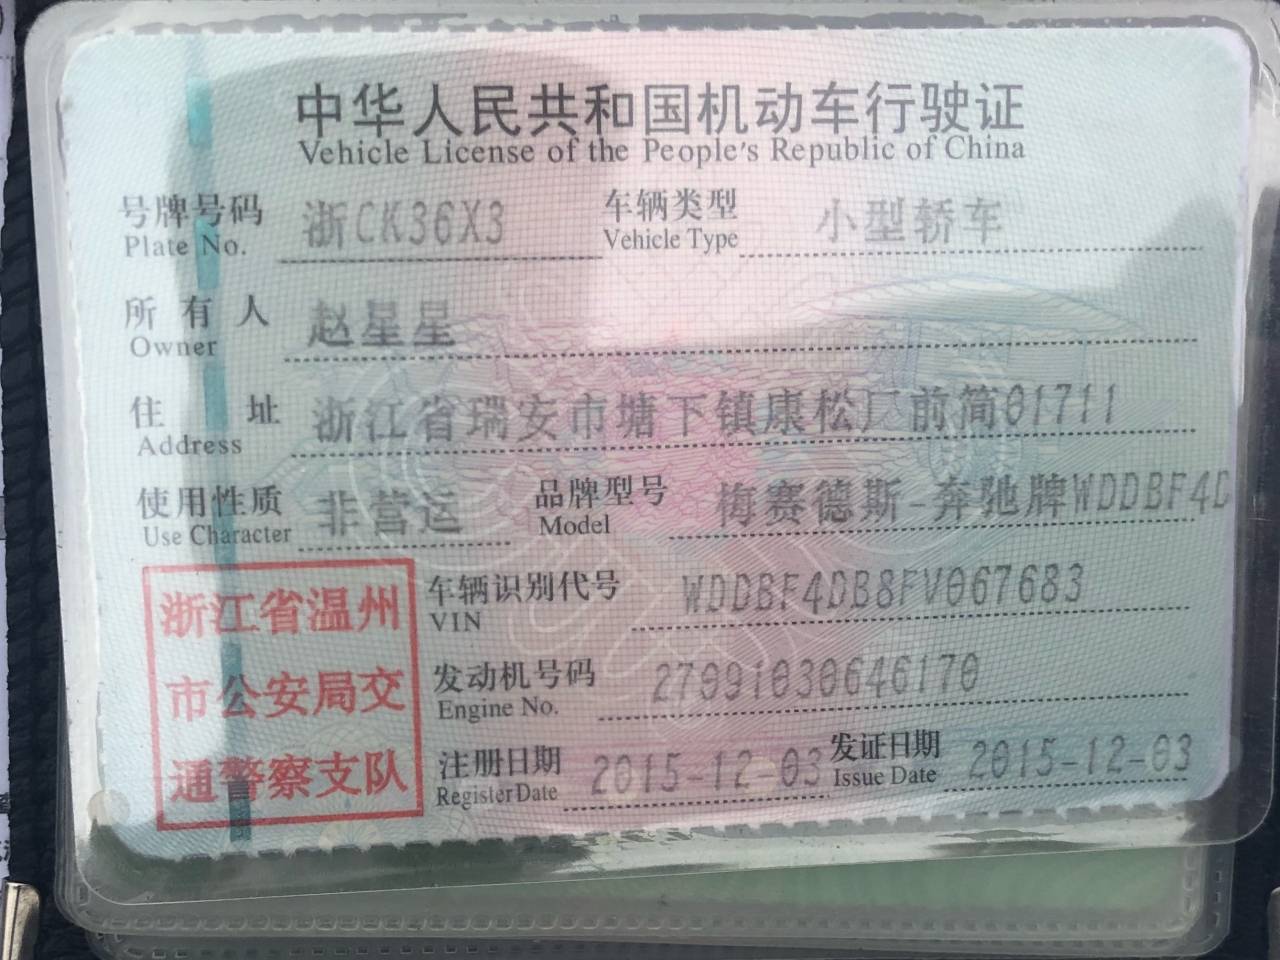 中华人民共和国机动车行驶证
Vehicle License of the People's Republic of China
号牌号码 浙CK36X3 车辆类型 小型轿车
Plate No. Vehicle Type
所有人 赵星星
Owner
住址 浙江省瑞安市塘下镇康松厂前简01711
Address
使用性质 非营运 品牌型号 梅赛德斯-奔驰牌WDDBF4D
Use Character Model
浙江省温州
市公安局交
通警察支队
车辆识别代号 WDDBF4DB8FV067683
VIN
发动机号码 27091030646170
Engine No.
注册日期 2015-12-03 发证日期 2015-12-03
Register Date Issue Date